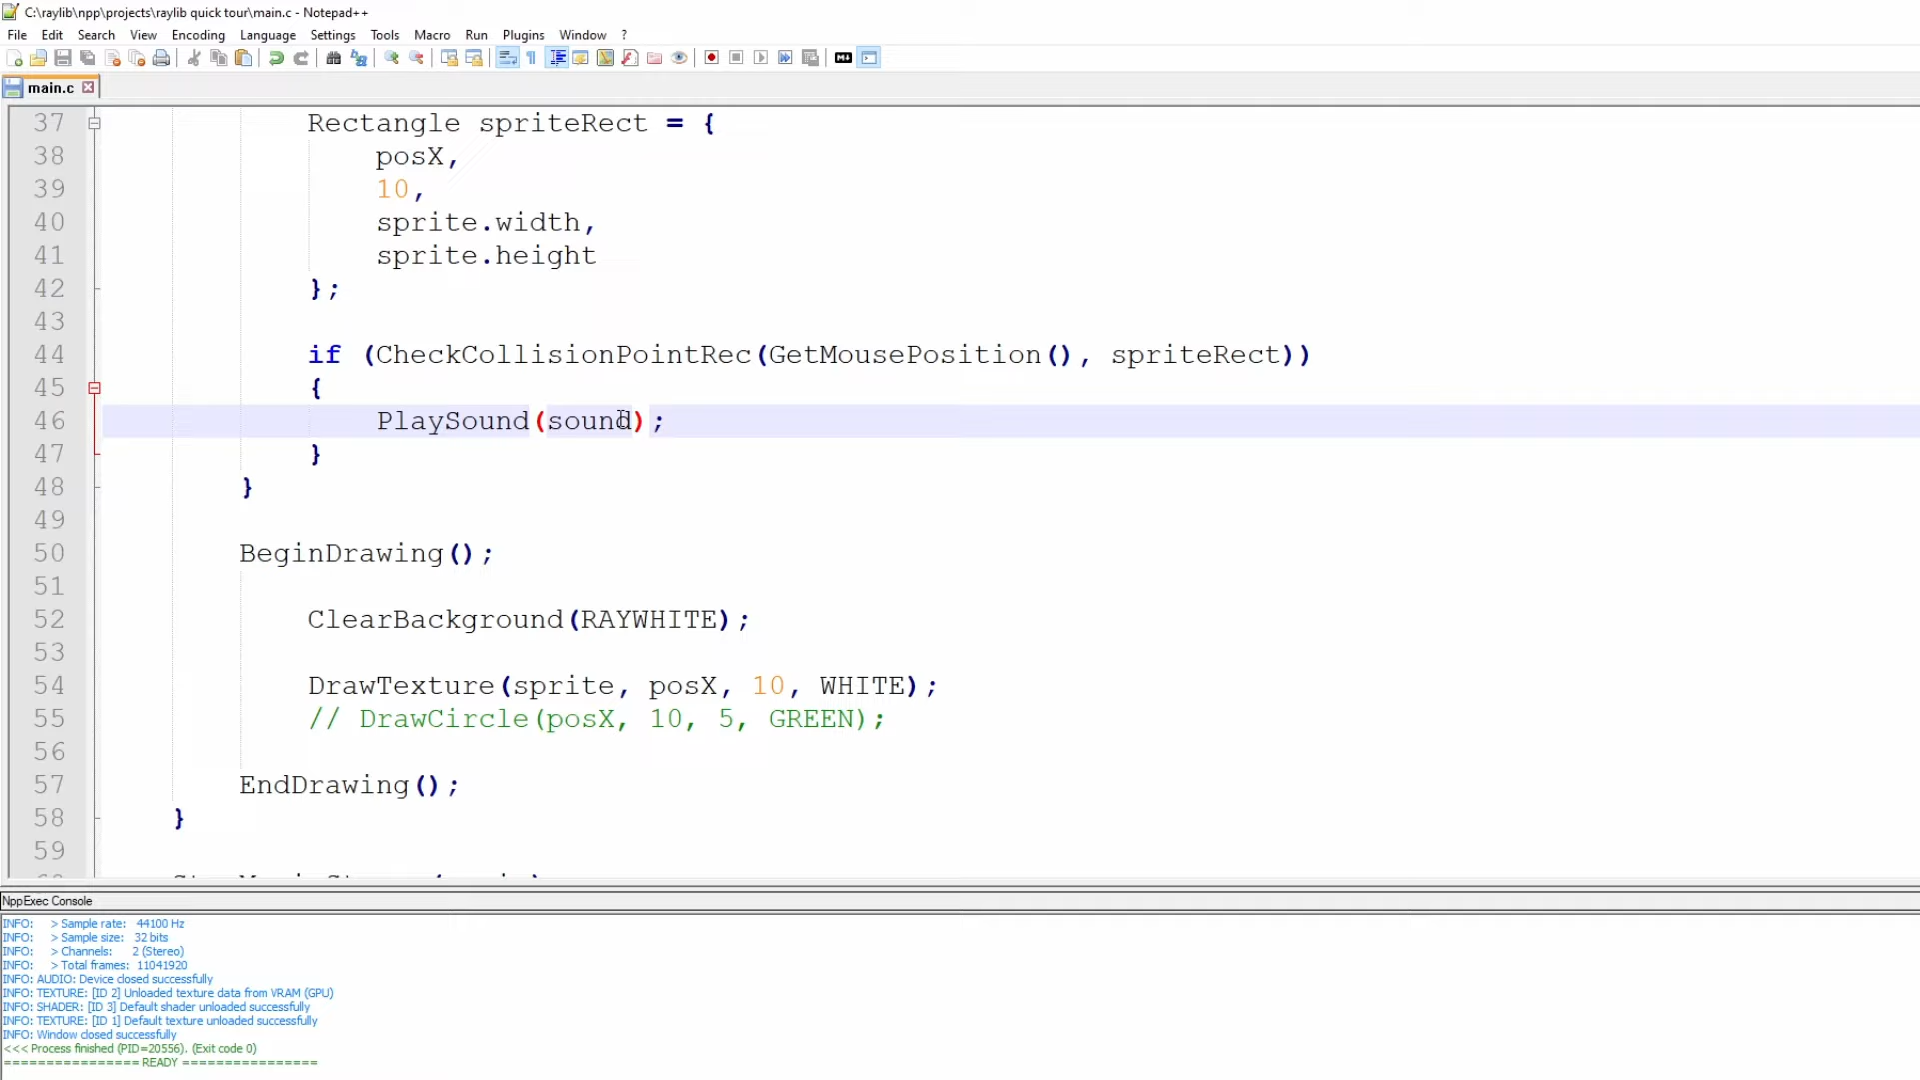 C:\raylib\npp\projects\raylib quick tour\main.c - Notepad++
File Edit Search View Encoding Language Settings Tools Macro Run Plugins Window ?
main.c
37 Rectangle spriteRect = {
38 posX,
39 10,
40 sprite.width,
41 sprite.height
42 };
43
44 if (CheckCollisionPointRec(GetMousePosition(), spriteRect))
45 {
46 PlaySound(sound);
47 }
48 }
49
50 BeginDrawing();
51
52 ClearBackground(RAYWHITE);
53
54 DrawTexture(sprite, posX, 10, WHITE);
55 // DrawCircle(posX, 10, 5, GREEN);
56
57 EndDrawing();
58 }
59
NppExec Console
INFO: > Sample rate: 44100 Hz
INFO: > Sample size: 32 bits
INFO: > Channels: 2 (Stereo)
INFO: > Total frames: 11041920
INFO: AUDIO: Device closed successfully
INFO: TEXTURE: [ID 2] Unloaded texture data from VRAM (GPU)
INFO: SHADER: [ID 3] Default shader unloaded successfully
INFO: TEXTURE: [ID 1] Default texture unloaded successfully
INFO: Window closed successfully
<<< Process finished (PID=20556). (Exit code 0)
================ READY ================